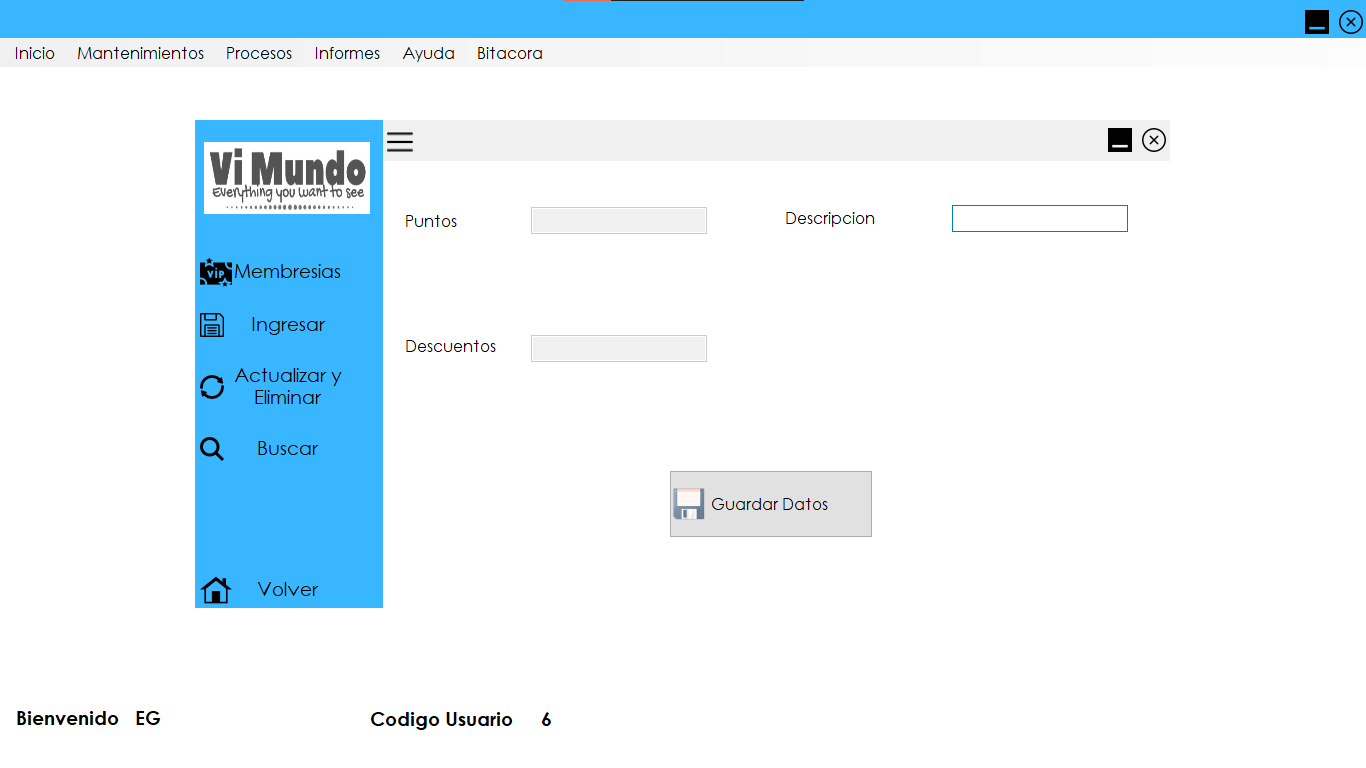 Inicio Mantenimientos Procesos Informes Ayuda Bitacora
Vi Mundo
Everything you want to see
Puntos
Descripcion
VIP Membresias
Ingresar
Descuentos
Actualizar y
Eliminar
Buscar
Guardar Datos
Volver
Bienvenido EG Codigo Usuario 6